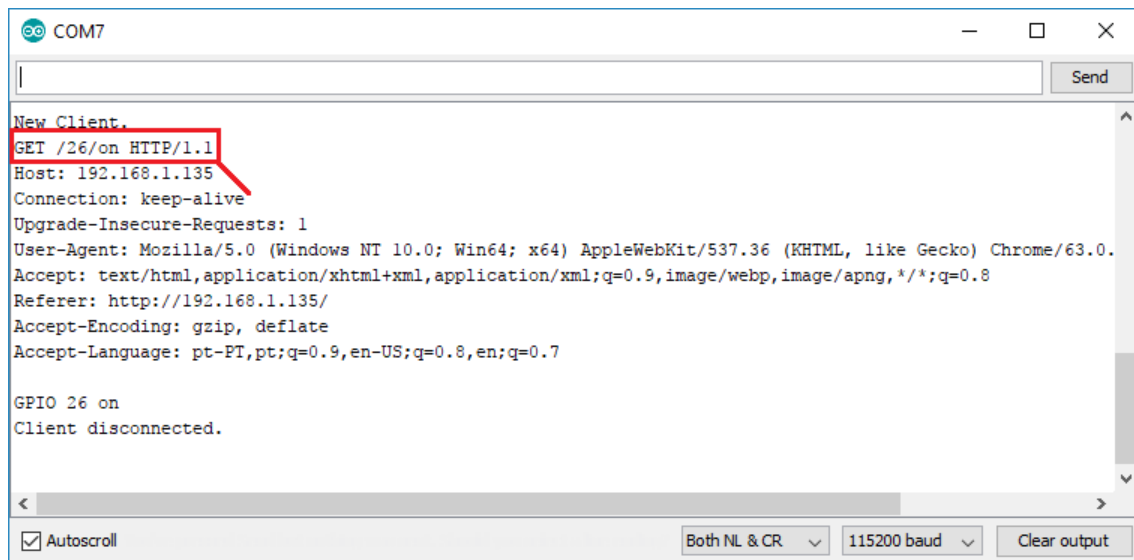 COM7
Send
New Client.
GET /26/on HTTP/1.1
Host: 192.168.1.135
Connection: keep-alive
Upgrade-Insecure-Requests: 1
User-Agent: Mozilla/5.0 (Windows NT 10.0; Win64; x64) AppleWebKit/537.36 (KHTML, like Gecko) Chrome/63.0.
Accept: text/html,application/xhtml+xml,application/xml;q=0.9,image/webp,image/apng,*/*;q=0.8
Referer: http://192.168.1.135/
Accept-Encoding: gzip, deflate
Accept-Language: pt-PT,pt;q=0.9,en-US;q=0.8,en;q=0.7
GPIO 26 on
Client disconnected.
Autoscroll Both NL & CR 115200 baud Clear output